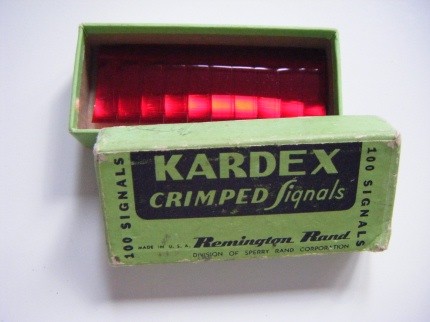 KARDEX
CRIMPED Signals
100 SIGNALS
100 SIGNALS
MADE IN U.S.A. Remington Rand
DIVISION OF SPERRY RAND CORPORATION